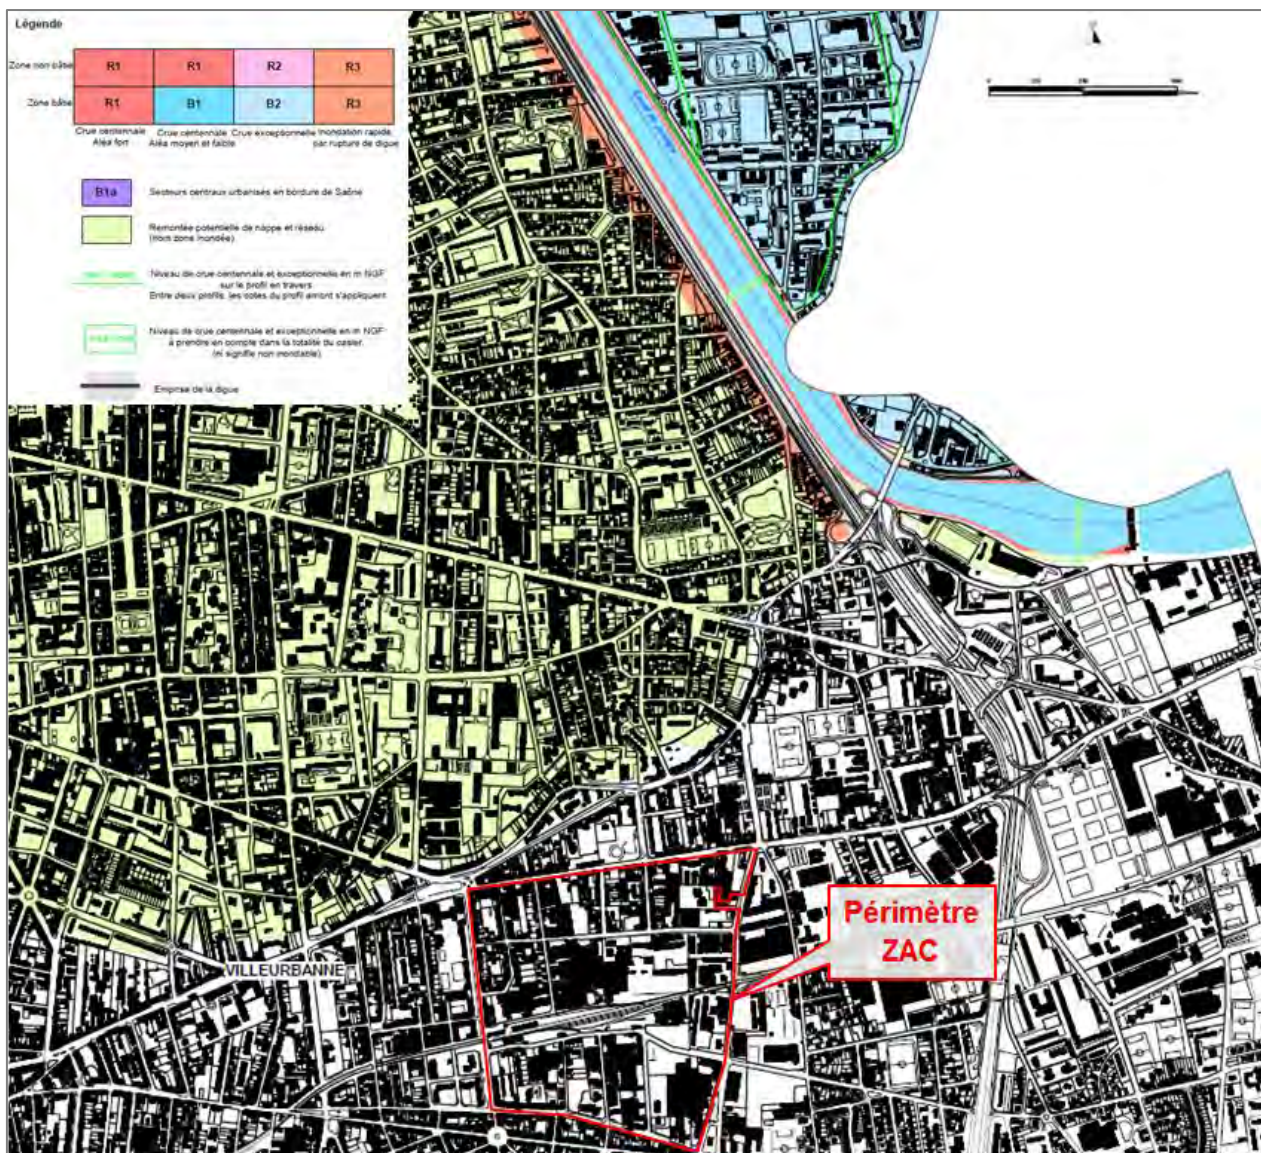 Légende
Zone non bâtie R1 R1 R2 R3
Zone bâtie R1 B1 B2 R3
Crue centennale
Aléa fort
Crue centennale
Aléa moyen et faible
Crue exceptionnelle
Inondation rapide
par rupture de digue
B1a Secteurs centraux urbanisés en bordure de Saône
Remontée potentielle de nappe et réseau
(hors zone inondée)
Niveau de crue centennale et exceptionnelle en m NGF
sur le profil en travers
Entre deux profils, les cotes du profil amont s'appliquent
Niveau de crue centennale et exceptionnelle en m NGF
à prendre en compte dans la totalité du casier
(ni signifie non inondable)
Emprise de la digue
Périmètre
ZAC
VILLEURBANNE